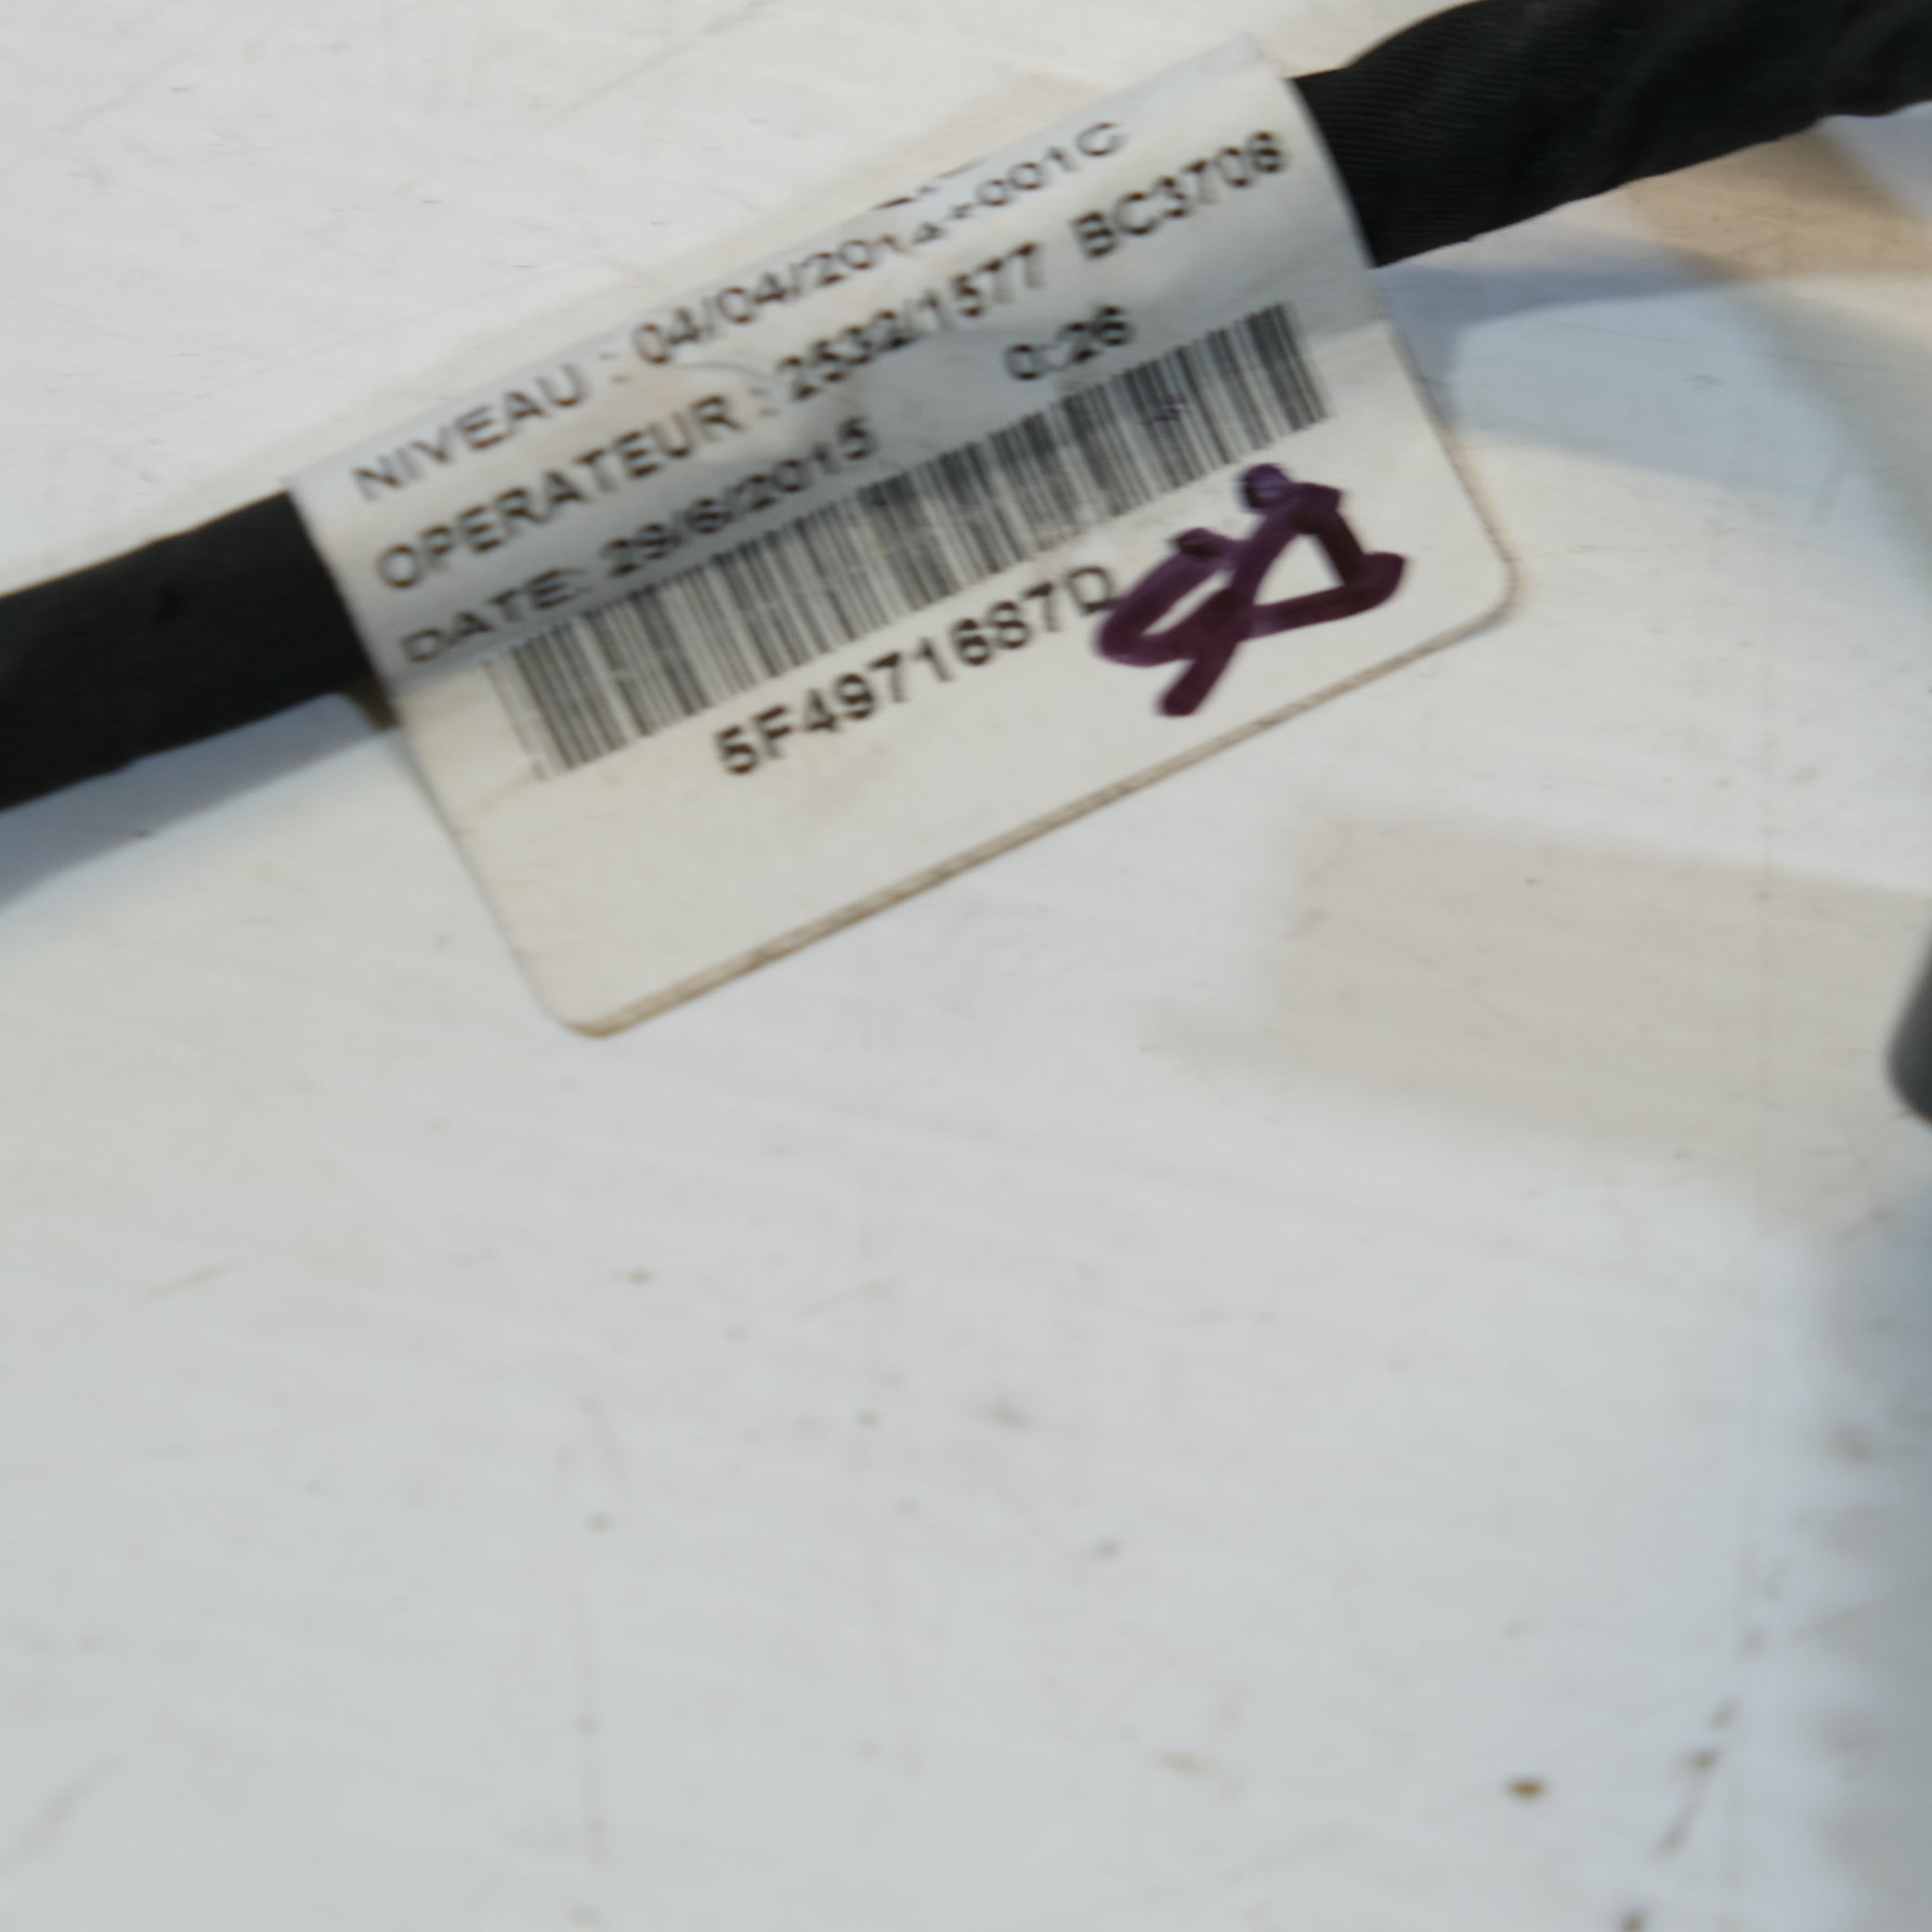 NIVEAU : 04/04/2014+001C
OPERATEUR : 2532/1577 BC3708
DATE: 29/6/2015 0:26
5F4971687D